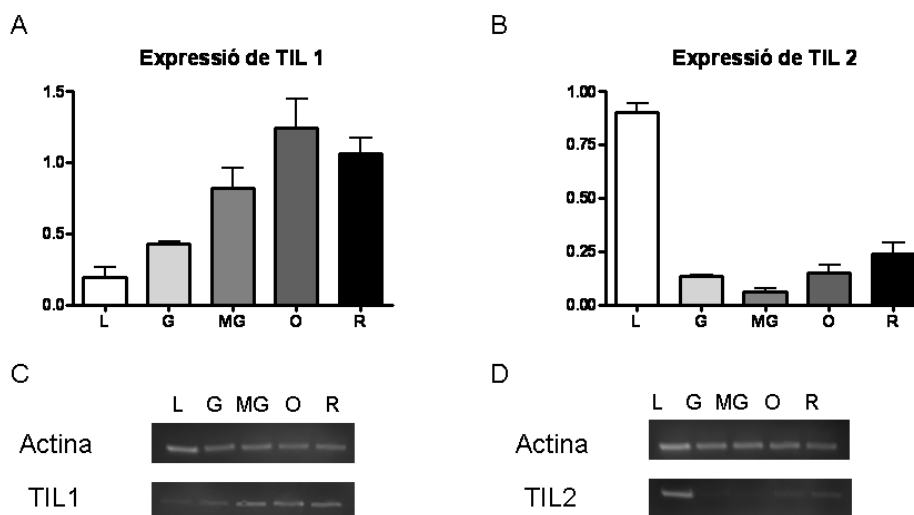 A
Expressió de TIL 1
1.5
1.0
0.5
0.0
L G MG O R
B
Expressió de TIL 2
1.00
0.75
0.50
0.25
0.00
L G MG O R
C
L G MG O R
Actina
TIL1
D
L G MG O R
Actina
TIL2